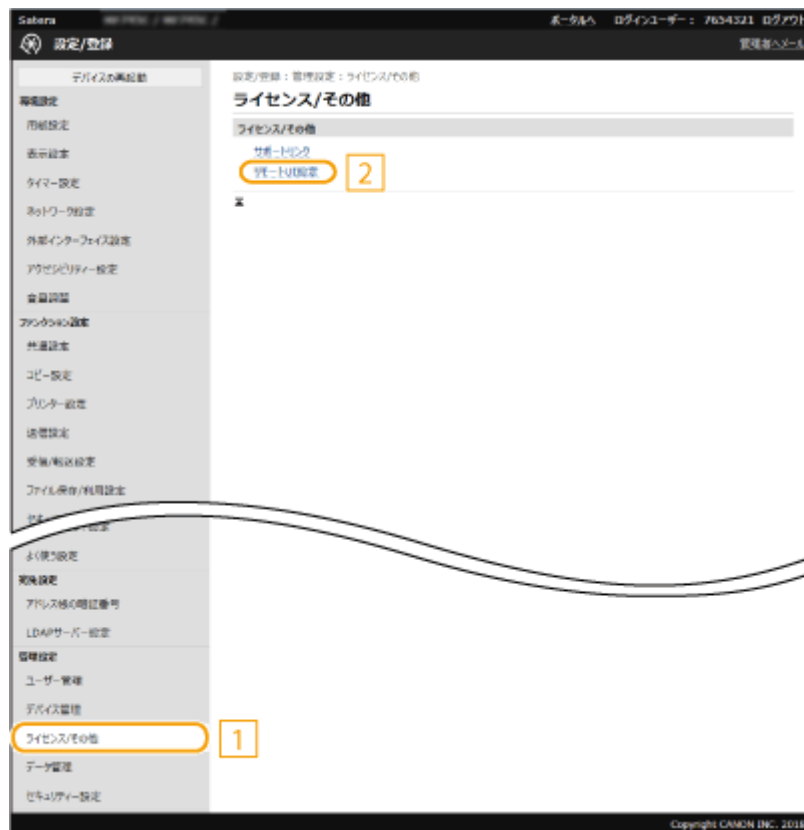 Satera
ポータルへ ログインユーザー： 7654321 ログアウト
設定/登録
管理者へメール
デバイスの再起動
設定/登録 : 管理設定 : ライセンス/その他
環境設定
ライセンス/その他
用紙設定
ライセンス/その他
表示設定
サポートリンク
リモートUI設定
2
タイマー設定
ネットワーク設定
外部インターフェイス設定
アクセシビリティー設定
音量調整
ファンクション設定
共通設定
コピー設定
プリンター設定
送信設定
受信/転送設定
ファイル保存/利用設定
よく使う設定
宛先設定
アドレス帳の暗証番号
LDAPサーバー設定
管理設定
ユーザー管理
デバイス管理
ライセンス/その他
1
データ管理
セキュリティー設定
Copyright CANON INC. 2018